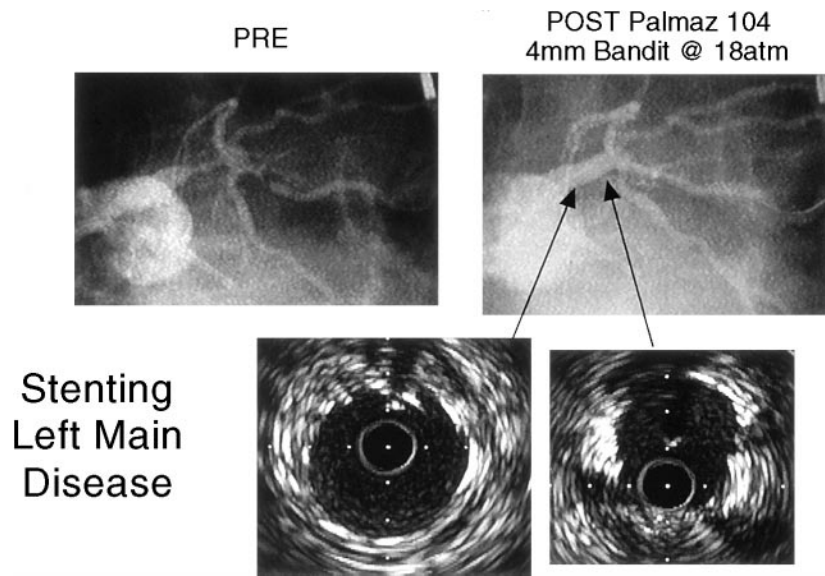 PRE
POST Palmaz 104
4mm Bandit @ 18atm
Stenting
Left Main
Disease